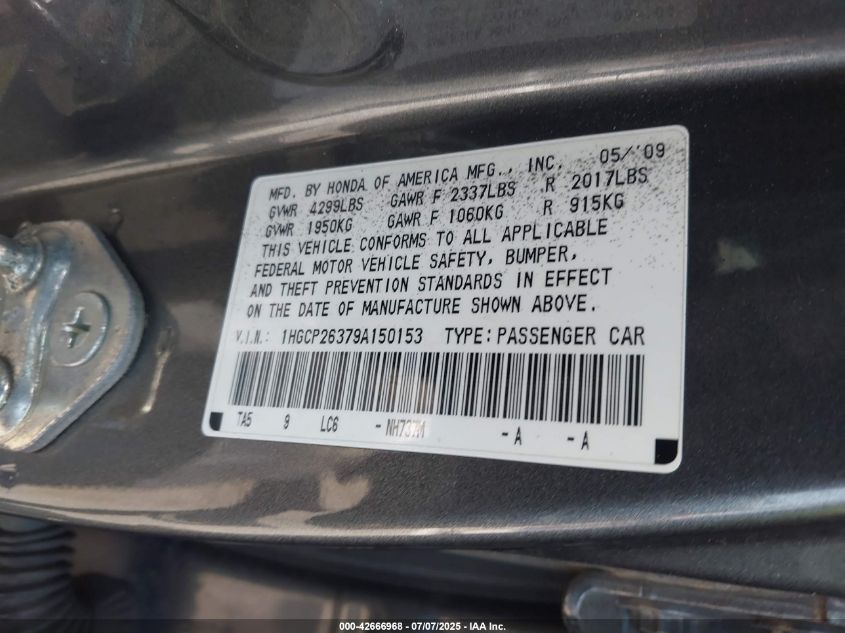 MFD. BY HONDA OF AMERICA MFG., INC. 05/'09
GVWR 4299LBS GAWR F 2337LBS R 2017LBS
GVWR 1950KG GAWR F 1060KG R 915KG
THIS VEHICLE CONFORMS TO ALL APPLICABLE
FEDERAL MOTOR VEHICLE SAFETY, BUMPER,
AND THEFT PREVENTION STANDARDS IN EFFECT
ON THE DATE OF MANUFACTURE SHOWN ABOVE.
V.I.N.: 1HGCP26379A150153 TYPE: PASSENGER CAR
TA5 9 LC6 - NH737M -A -A
000-42666968 - 07/07/2025 - IAA Inc.